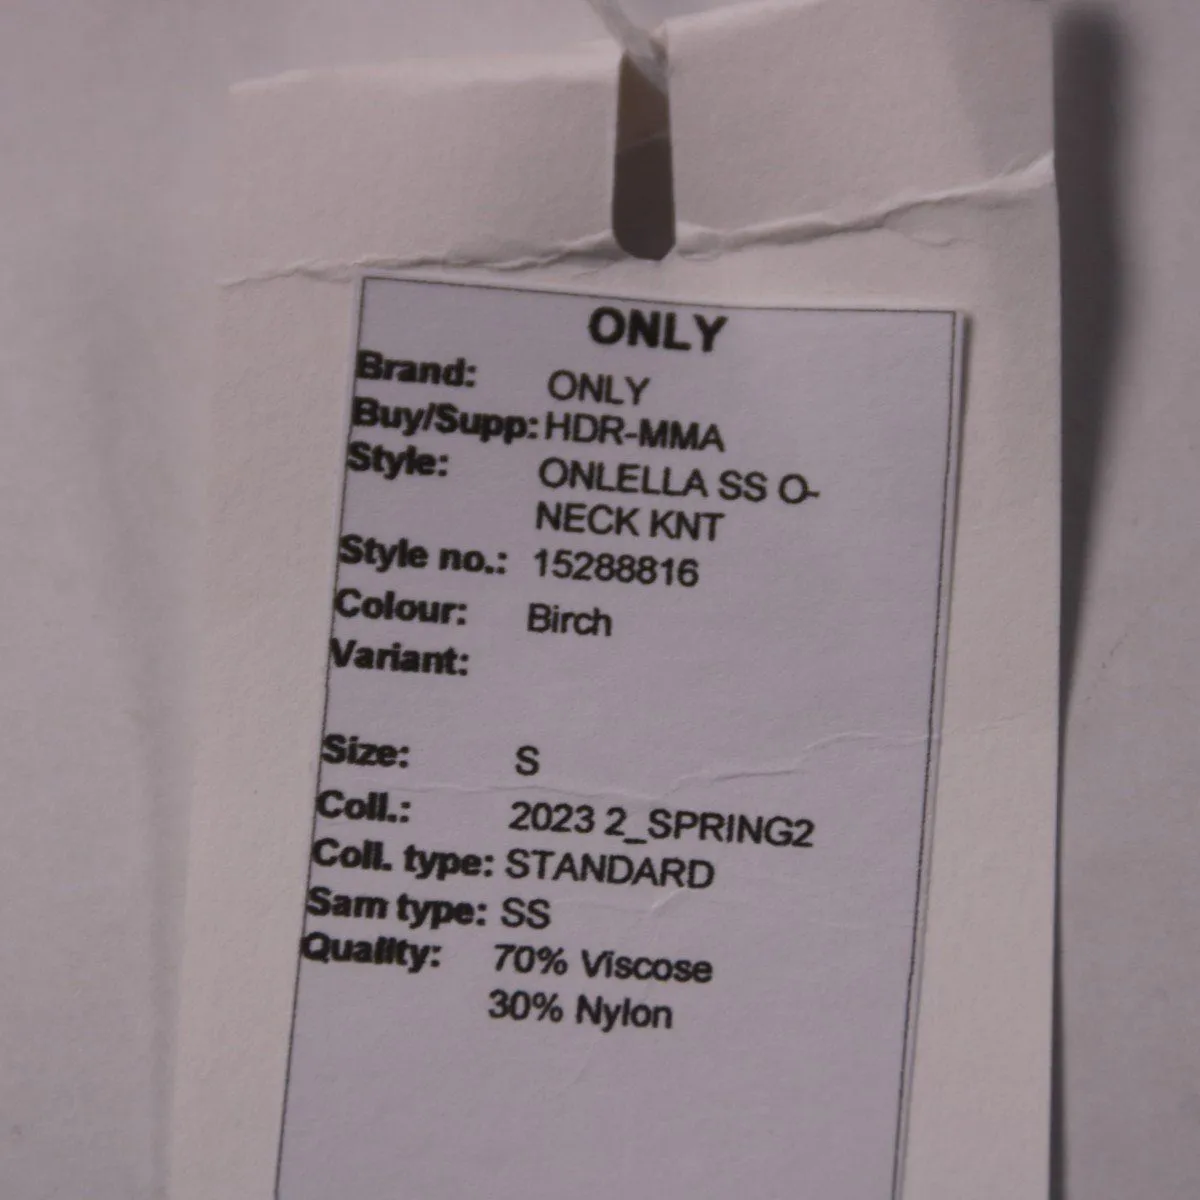 ONLY
Brand: ONLY
Buy/Supp: HDR-MMA
Style: ONLELLA SS O-
NECK KNT
Style no.: 15288816
Colour: Birch
Variant:
Size: S
Coll.: 2023 2_SPRING2
Coll. type: STANDARD
Sam type: SS
Quality: 70% Viscose
30% Nylon